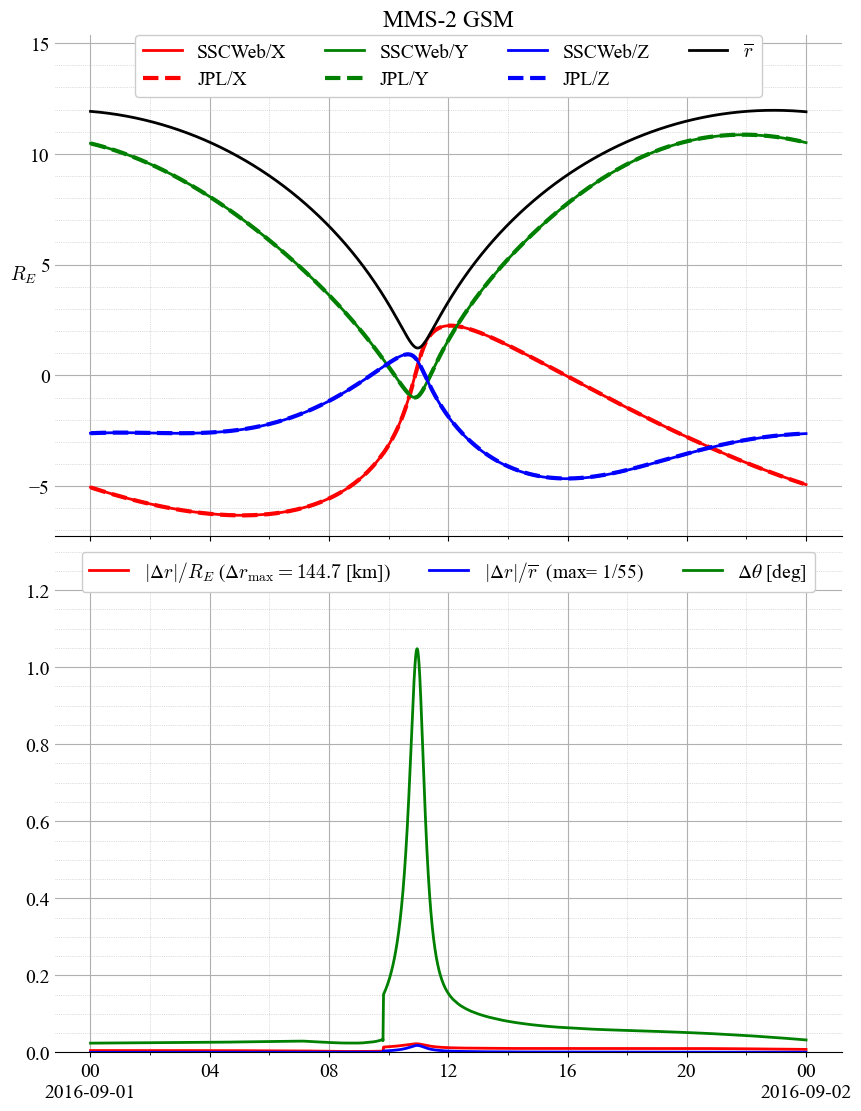 MMS-2 GSM
SSCWeb/X SSCWeb/Y SSCWeb/Z r̅
JPL/X JPL/Y JPL/Z
15
10
5
R_E
0
−5
|Δr|/R_E (Δr_max = 144.7 [km]) |Δr|/r̅ (max= 1/55) Δθ [deg]
1.2
1.0
0.8
0.6
0.4
0.2
0.0
00 04 08 12 16 20 00
2016-09-01 2016-09-02